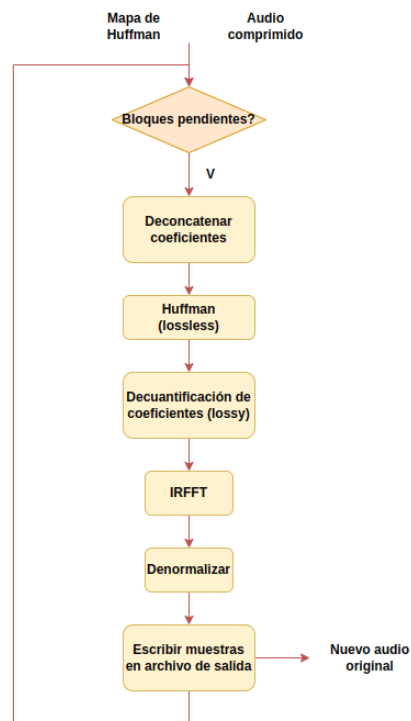 Mapa de
Huffman
Audio
comprimido
Bloques pendientes?
V
Deconcatenar
coeficientes
Huffman
(lossless)
Decuantificación de
coeficientes (lossy)
IRFFT
Denormalizar
Escribir muestras
en archivo de salida
Nuevo audio
original